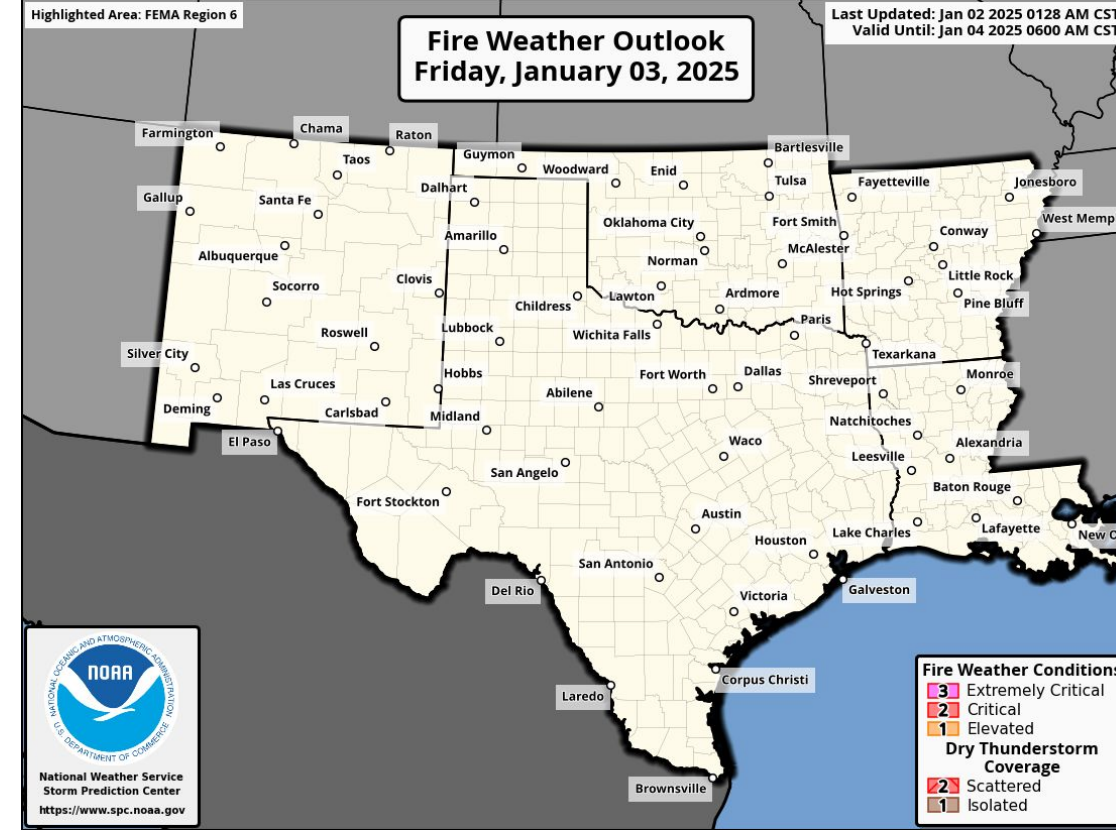 Highlighted Area: FEMA Region 6
Fire Weather Outlook
Friday, January 03, 2025
Last Updated: Jan 02 2025 0128 AM CST
Valid Until: Jan 04 2025 0600 AM CST
Farmington
Chama
Raton
Taos
Guymon
Woodward
Enid
Bartlesville
Tulsa
Fayetteville
Jonesboro
Gallup
Santa Fe
Dalhart
West Memp
Oklahoma City
Fort Smith
Conway
Amarillo
McAlester
Albuquerque
Norman
Little Rock
Socorro
Clovis
Hot Springs
Pine Bluff
Childress
Lawton
Ardmore
Paris
Roswell
Lubbock
Wichita Falls
Silver City
Texarkana
Las Cruces
Hobbs
Fort Worth
Dallas
Shreveport
Monroe
Deming
Carlsbad
Midland
Abilene
Natchitoches
El Paso
Waco
Alexandria
San Angelo
Leesville
Fort Stockton
Baton Rouge
Austin
Houston
Lake Charles
Lafayette
New O
San Antonio
Del Rio
Victoria
Galveston
Laredo
Corpus Christi
Brownsville
NATIONAL OCEANIC AND ATMOSPHERIC ADMINISTRATION
NOAA
U.S. DEPARTMENT OF COMMERCE
National Weather Service
Storm Prediction Center
https://www.spc.noaa.gov
Fire Weather Conditions
3 Extremely Critical
2 Critical
1 Elevated
Dry Thunderstorm
Coverage
2 Scattered
1 Isolated